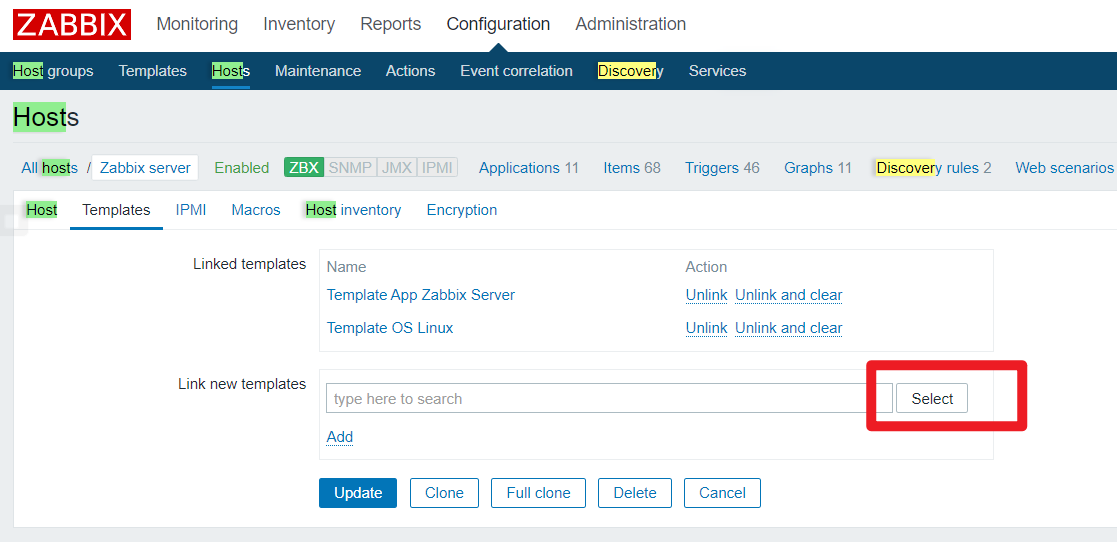 ZABBIX Monitoring Inventory Reports Configuration Administration
Host groups Templates Hosts Maintenance Actions Event correlation Discovery Services
Hosts
All hosts / Zabbix server Enabled ZBX SNMP JMX IPMI Applications 11 Items 68 Triggers 46 Graphs 11 Discovery rules 2 Web scenarios
Host Templates IPMI Macros Host inventory Encryption
Linked templates Name Action
Template App Zabbix Server Unlink Unlink and clear
Template OS Linux Unlink Unlink and clear
Link new templates
type here to search Select
Add
Update Clone Full clone Delete Cancel